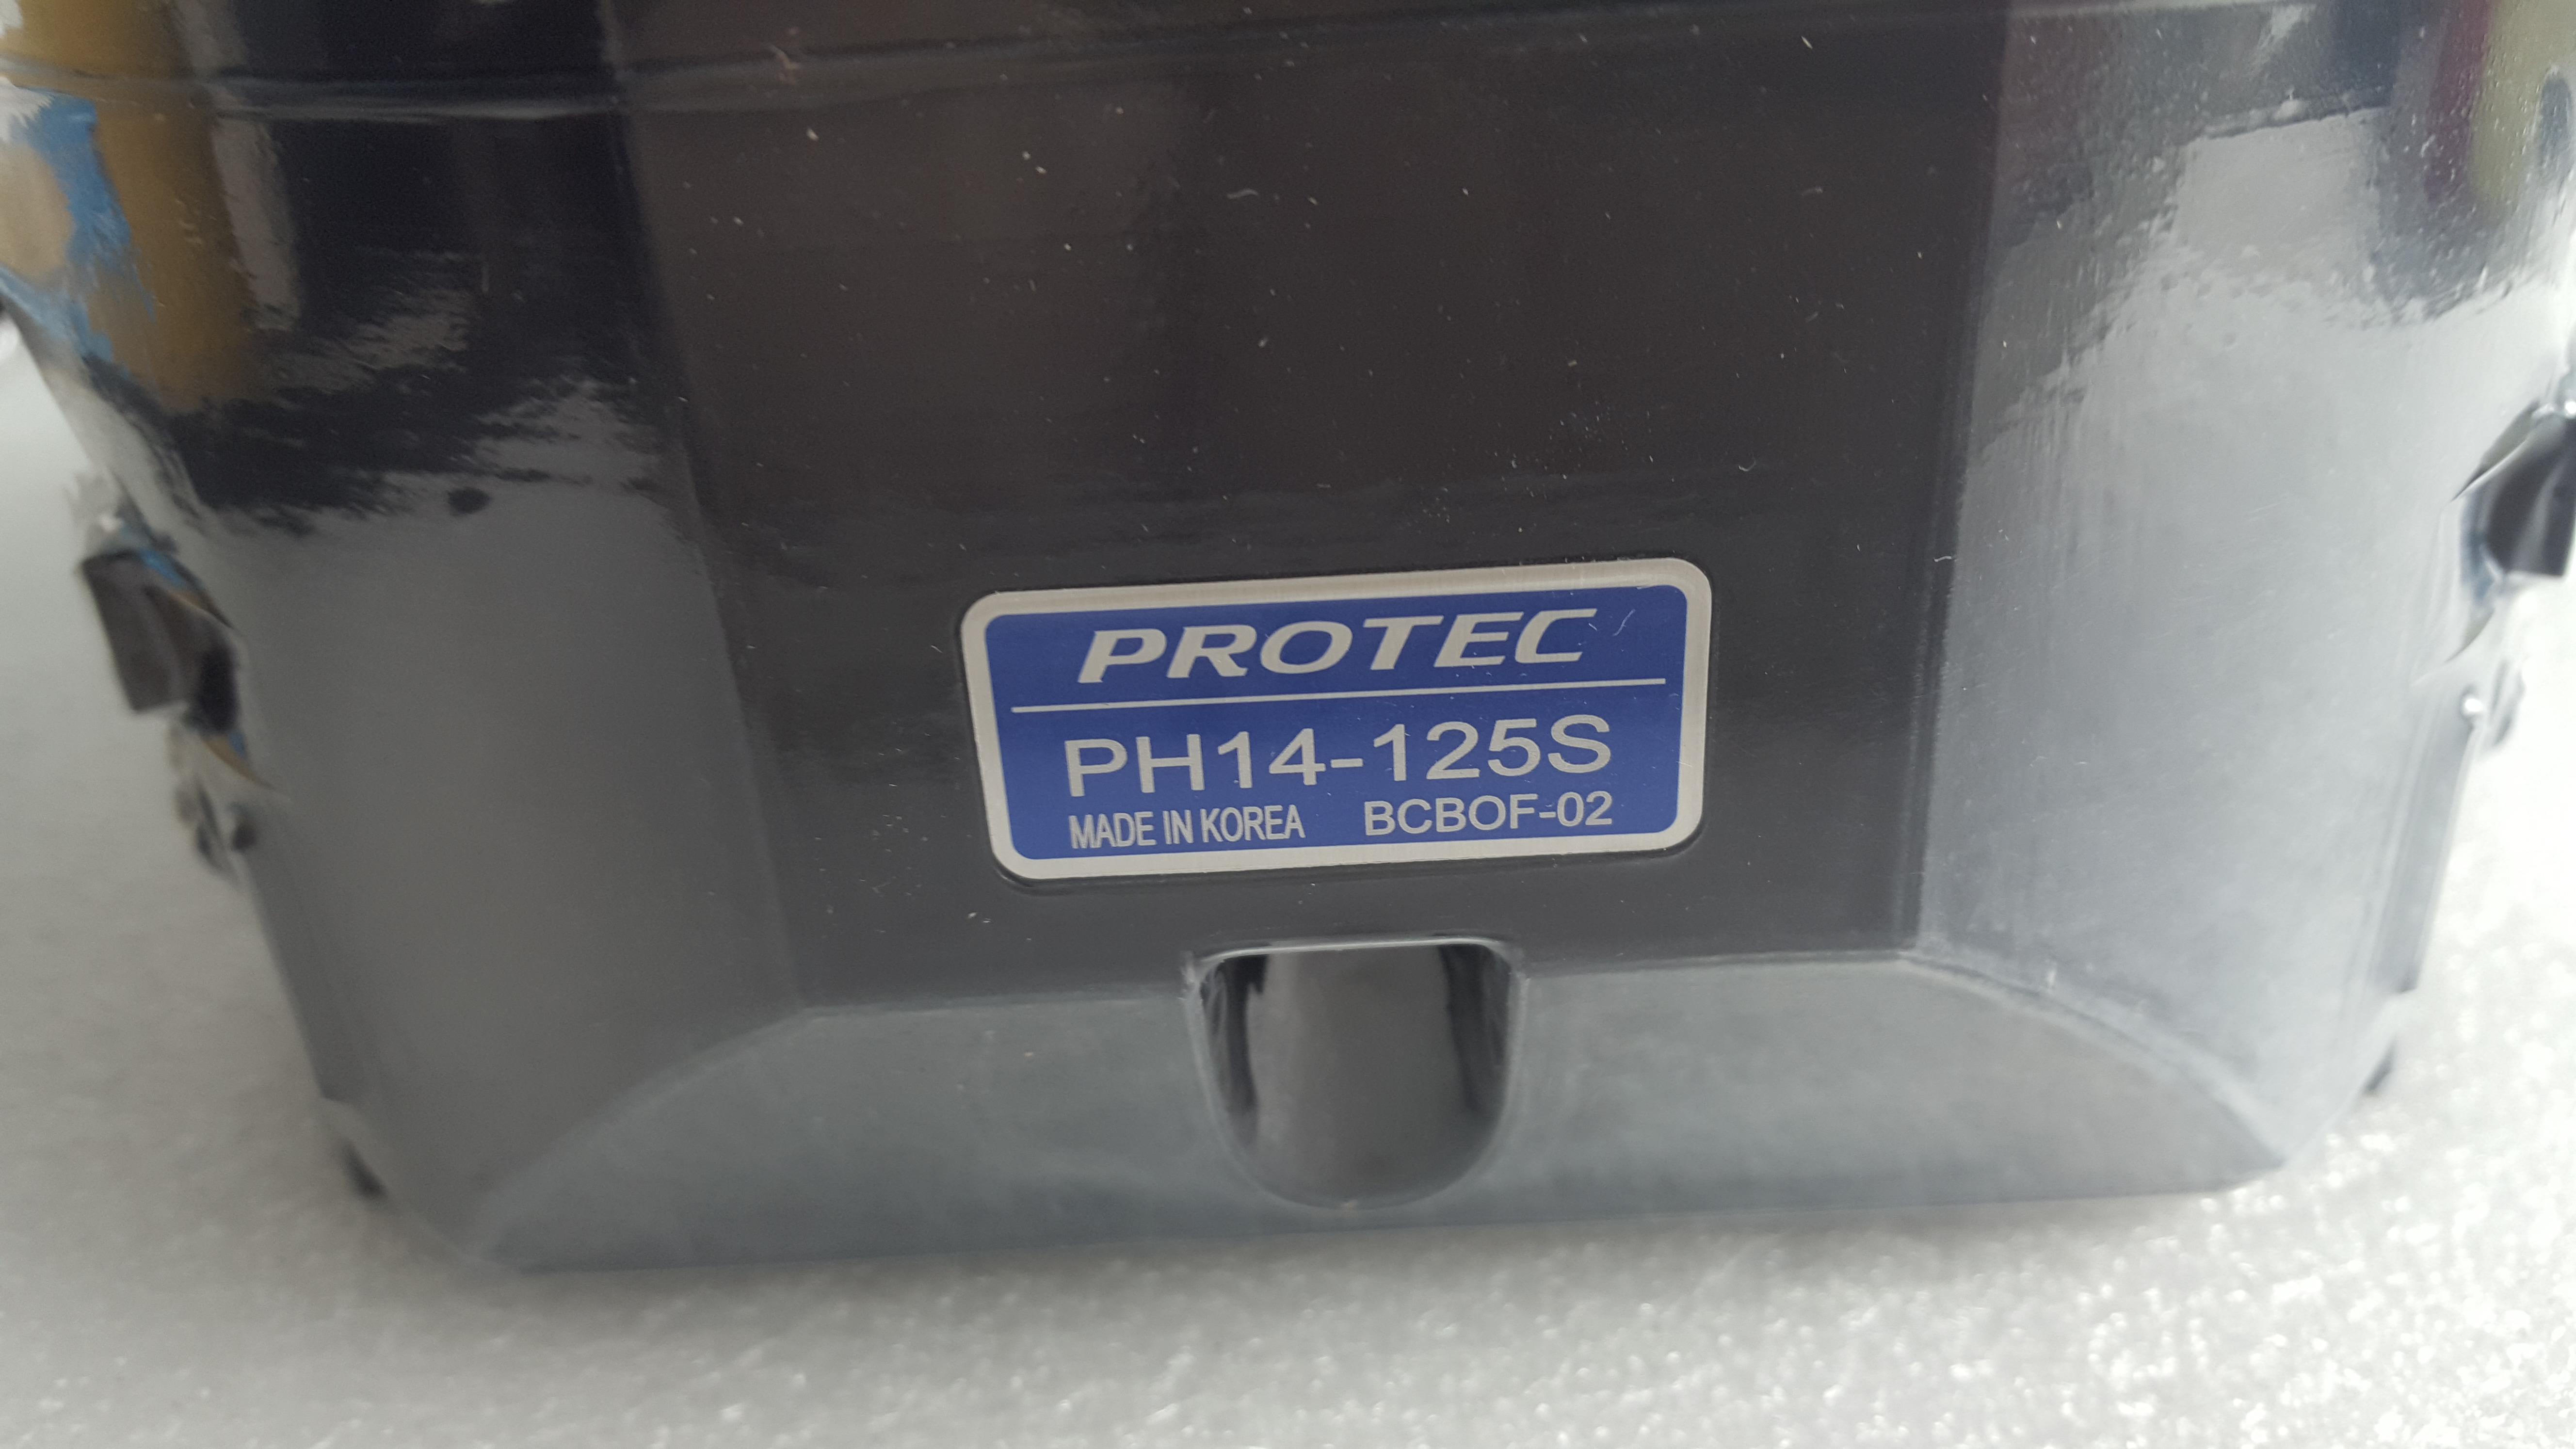 PROTEC
PH14-125S
MADE IN KOREA BCBOF-02